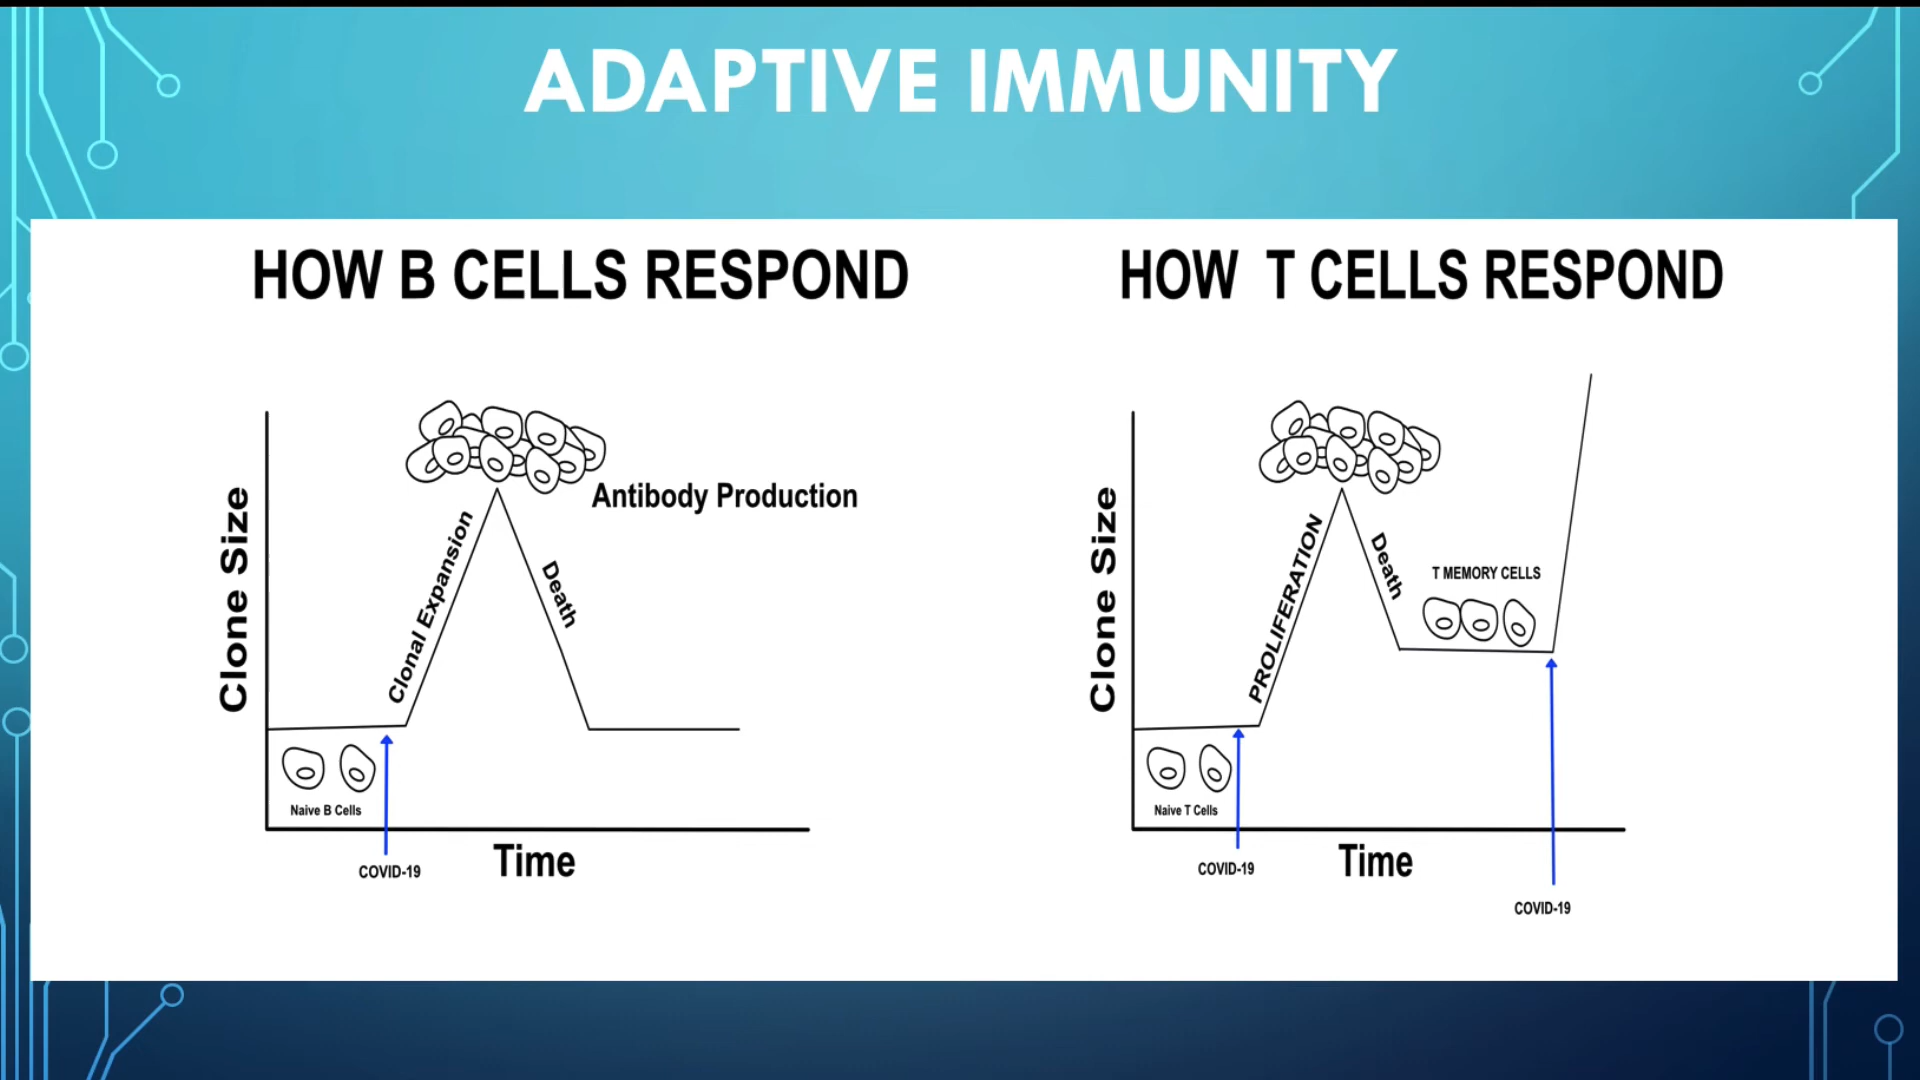 ADAPTIVE IMMUNITY
HOW B CELLS RESPOND
Clone Size
Clonal Expansion
Death
Antibody Production
Naive B Cells
COVID-19
Time
HOW T CELLS RESPOND
Clone Size
PROLIFERATION
Death
T MEMORY CELLS
Naive T Cells
COVID-19
Time
COVID-19